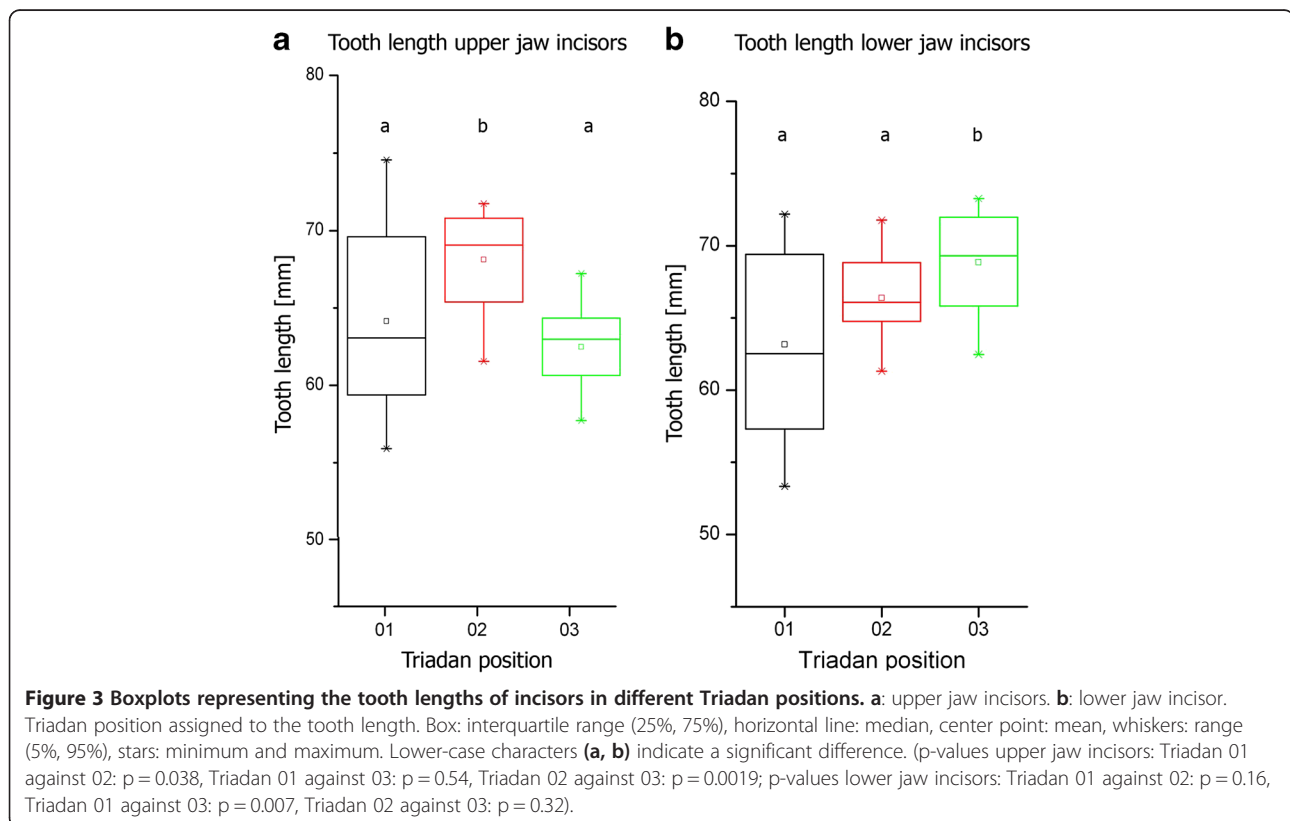 a Tooth length upper jaw incisors
80
70
60
50
a b a
Tooth length [mm]
01 02 03
Triadan position
b Tooth length lower jaw incisors
80
70
60
50
a a b
Tooth length [mm]
01 02 03
Triadan position
Figure 3 Boxplots representing the tooth lengths of incisors in different Triadan positions. a: upper jaw incisors. b: lower jaw incisor.
Triadan position assigned to the tooth length. Box: interquartile range (25%, 75%), horizontal line: median, center point: mean, whiskers: range
(5%, 95%), stars: minimum and maximum. Lower-case characters (a, b) indicate a significant difference. (p-values upper jaw incisors: Triadan 01
against 02: p = 0.038, Triadan 01 against 03: p = 0.54, Triadan 02 against 03: p = 0.0019; p-values lower jaw incisors: Triadan 01 against 02: p = 0.16,
Triadan 01 against 03: p = 0.007, Triadan 02 against 03: p = 0.32).